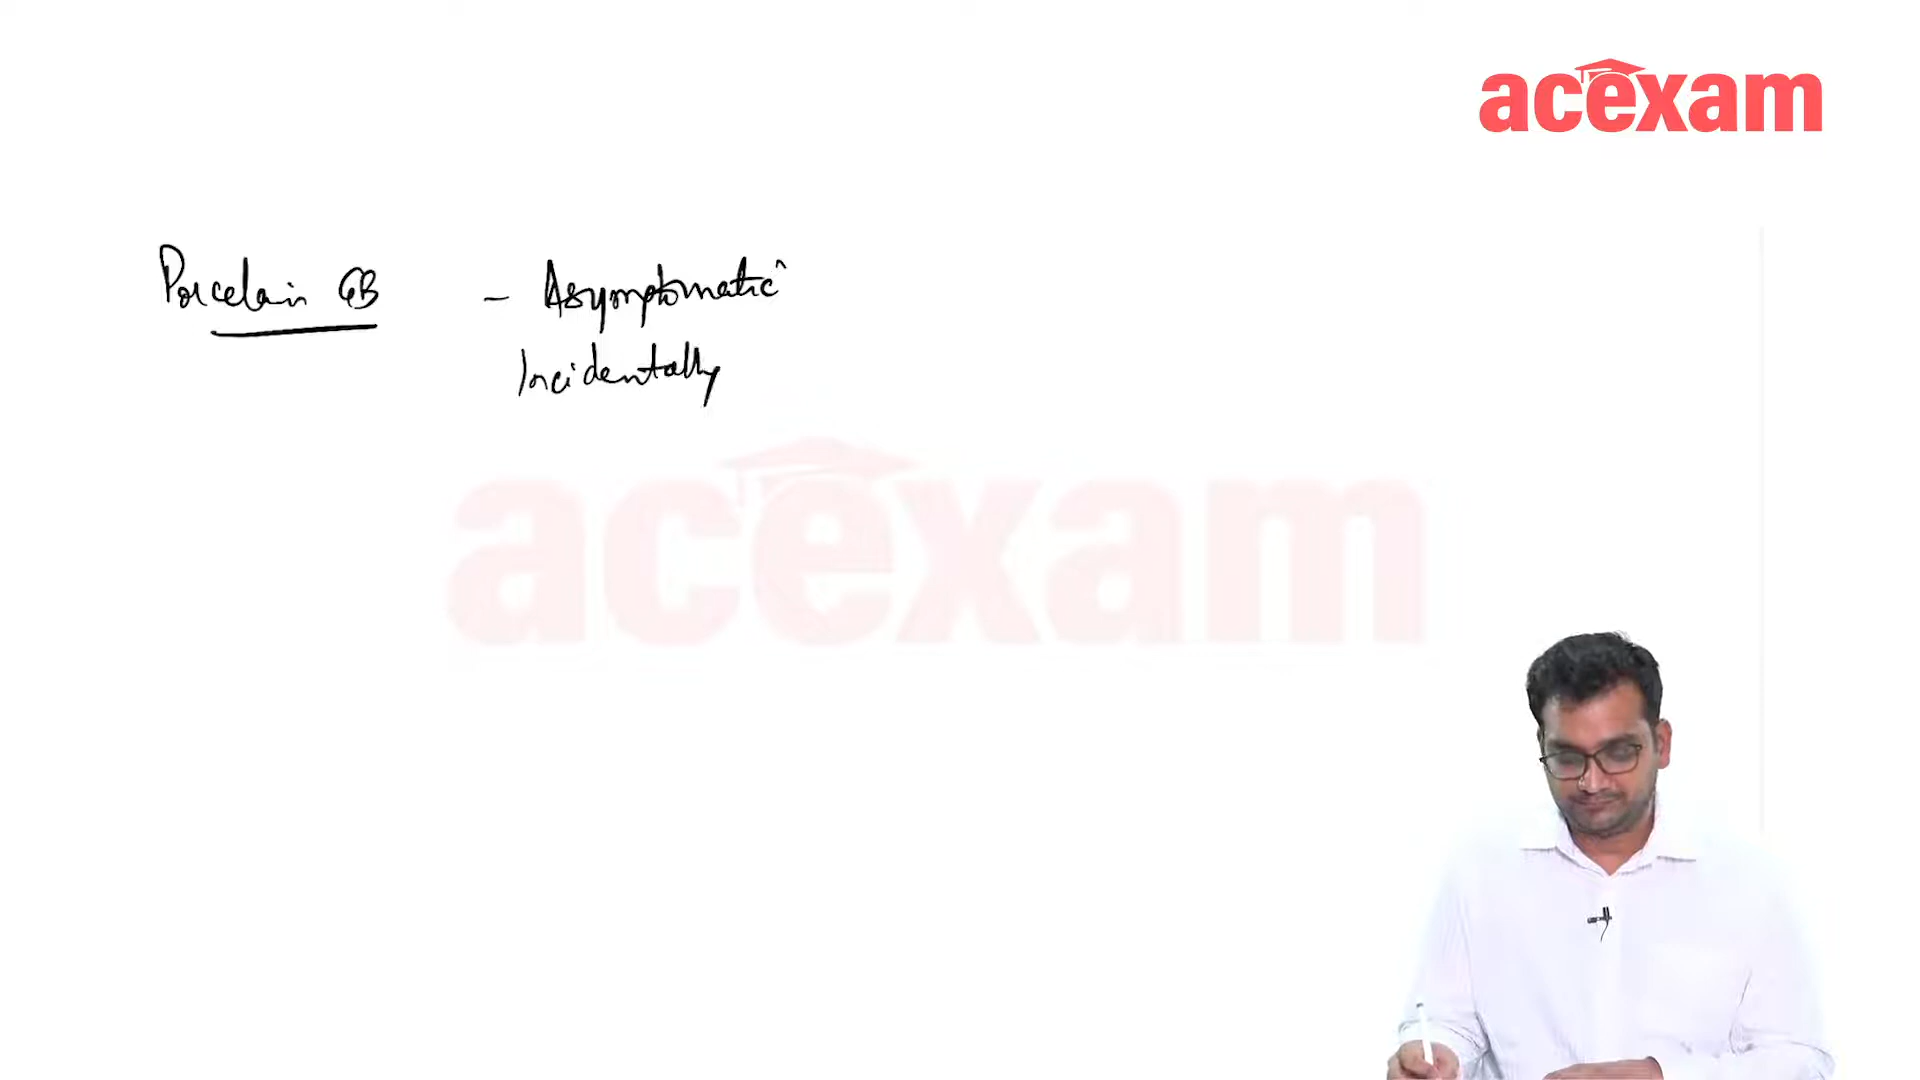 acexam
Porcelain GB - Asymptomatic
Incidentally
acexam